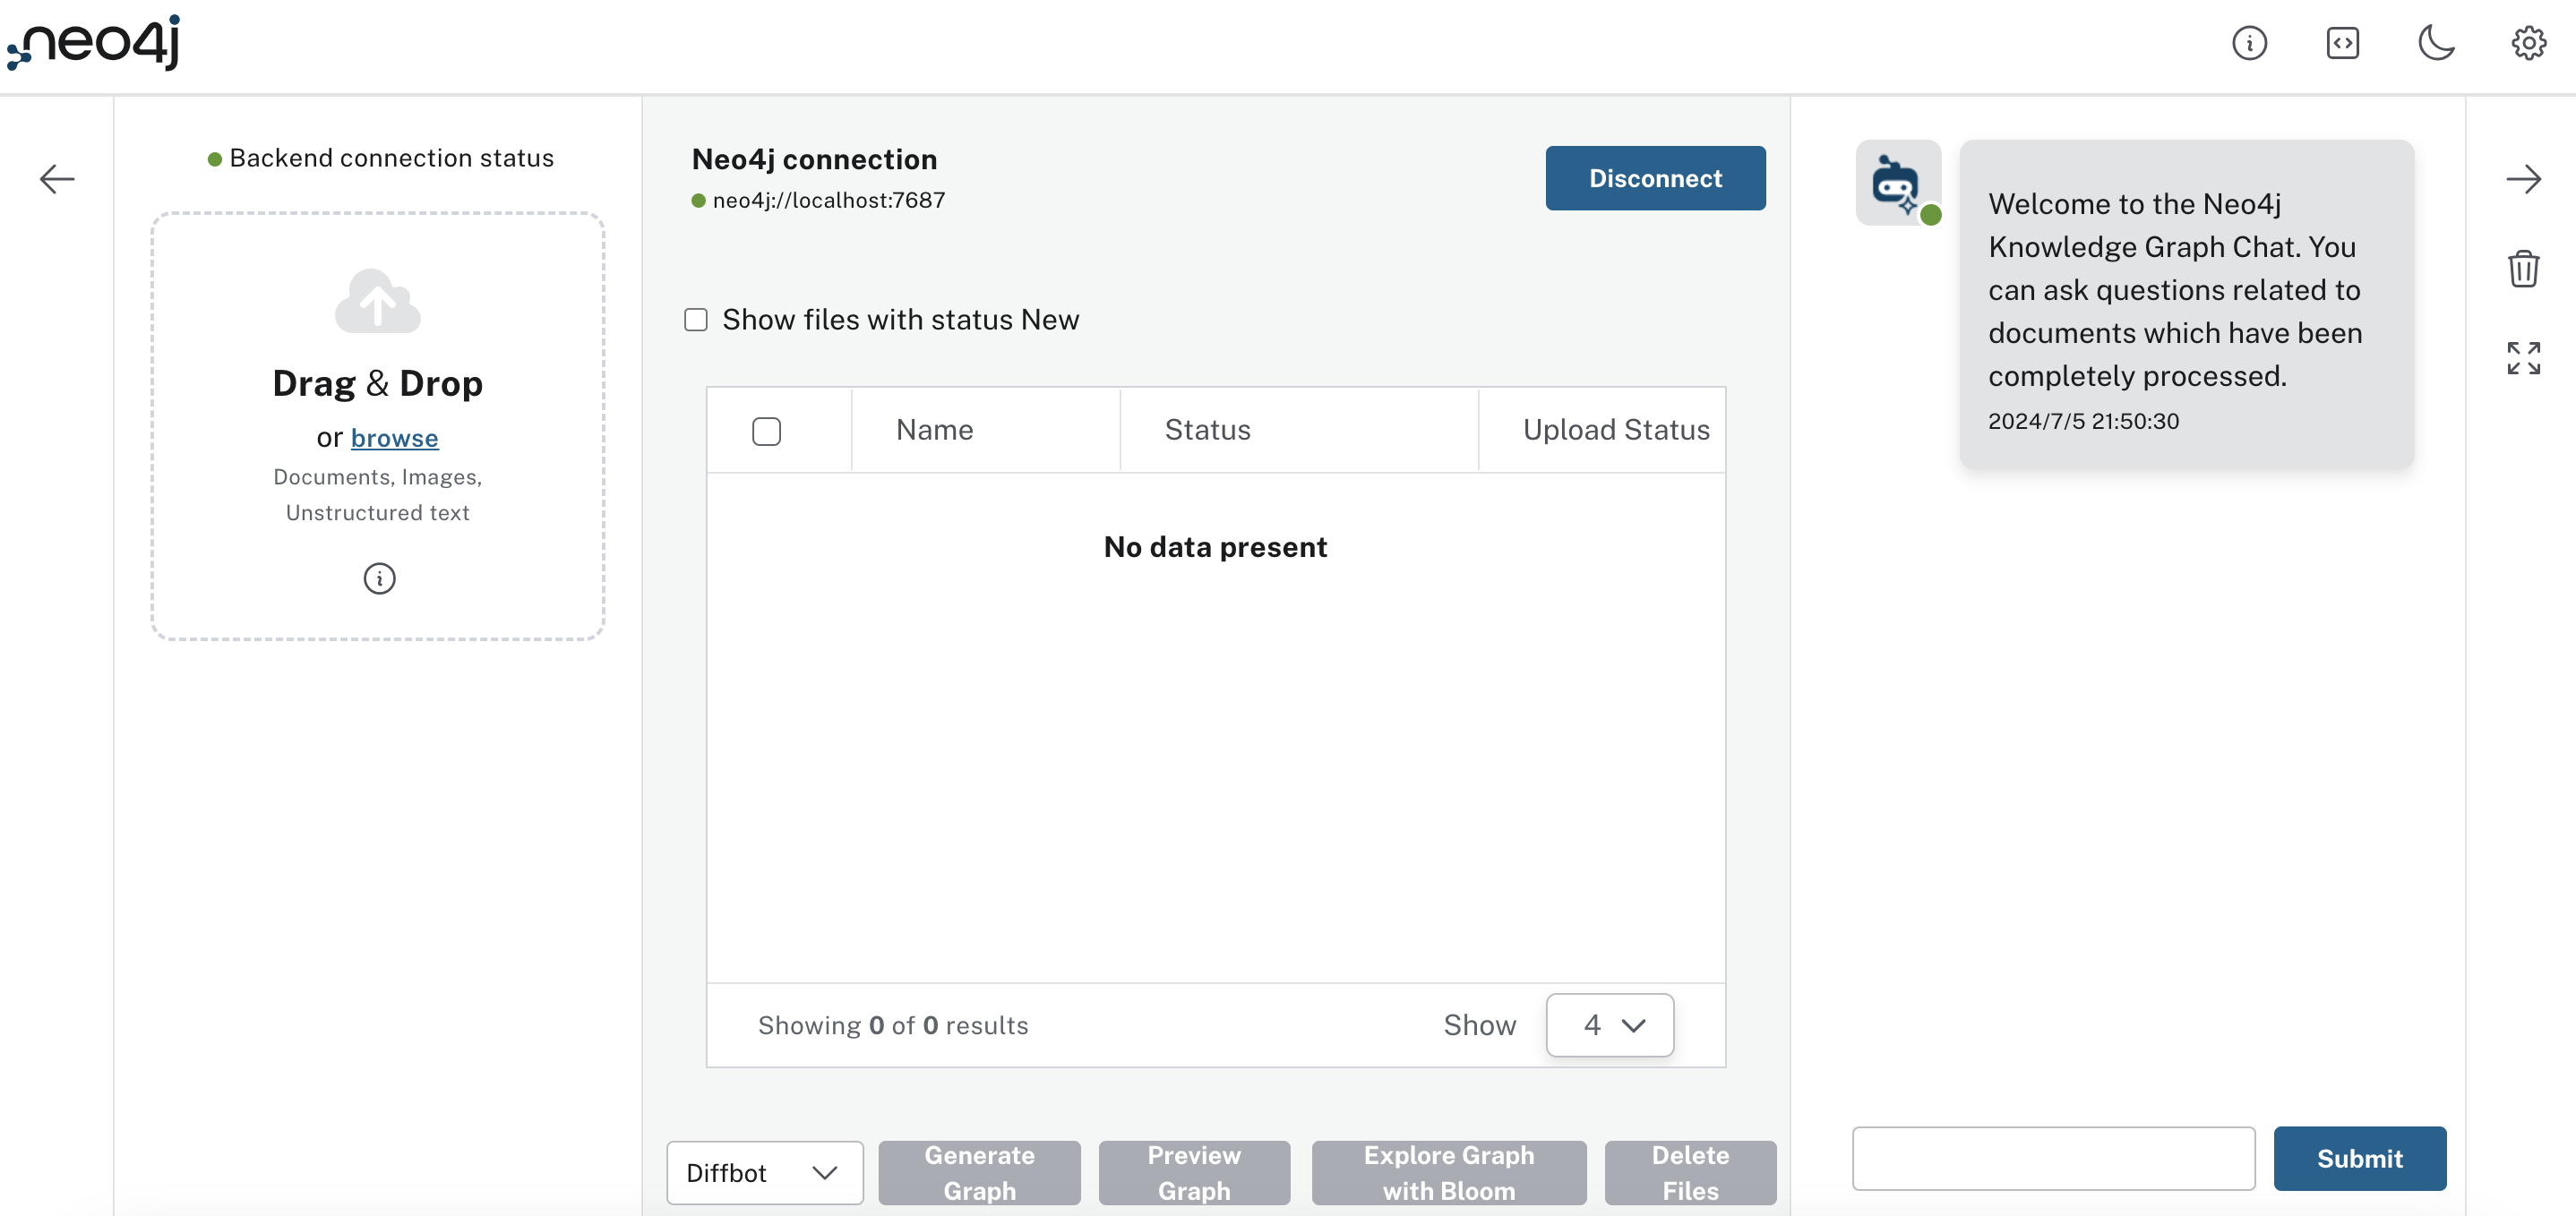 neo4j
Backend connection status
Drag & Drop
or browse
Documents, Images,
Unstructured text
Neo4j connection
neo4j://localhost:7687
Disconnect
Show files with status New
Name Status Upload Status
No data present
Showing 0 of 0 results Show 4
Diffbot
Generate
Graph
Preview
Graph
Explore Graph
with Bloom
Delete
Files
Welcome to the Neo4j
Knowledge Graph Chat. You
can ask questions related to
documents which have been
completely processed.
2024/7/5 21:50:30
Submit